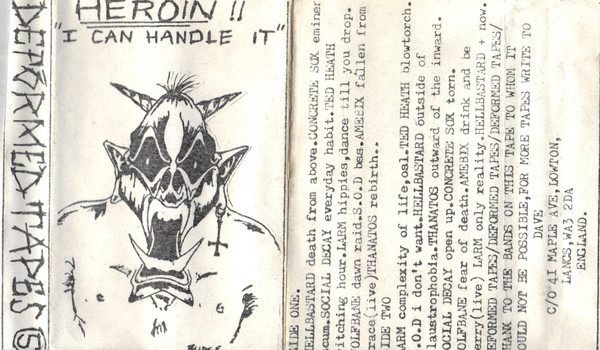 DEFORMED TAPES 5
HEROIN !!
"I CAN HANDLE IT"
SIDE ONE.
HELLBASTARD death from above.CONCRETE SOX eminen
scum.SOCIAL DECAY everyday habit.TED HEATH
witching hour.LARM hippies,dance till you drop.
WOLFBANE dawn raid.S.O.D bms.AMEBIX fallen from
grace(live)THANATOS rebirth..
SIDE TWO
LARM complexity of life,oal.TED HEATH blowtorch.
S.O.D i don't want.HELLBASTARD outside of
claustrophobia.THANATOS outward of the inward.
SOCIAL DECAY open up.CONCRETE SOX torn.
WOLFBANE fear of death.AMEBIX drink and be
merry(live) LARM only reality.HELLBASTARD + now.
DEFORMED TAPES/DEFORMED TAPES/DEFORMED TAPES/
THANX TO THE BANDS ON THIS TAPE TO WHOM IT
WOULD NOT BE POSSIBLE,FOR MORE TAPES WRITE TO
DAVE
C/O 41 MAPLE AVE,LOWTON,
LANCS,WA3 2DA
ENGLAND.